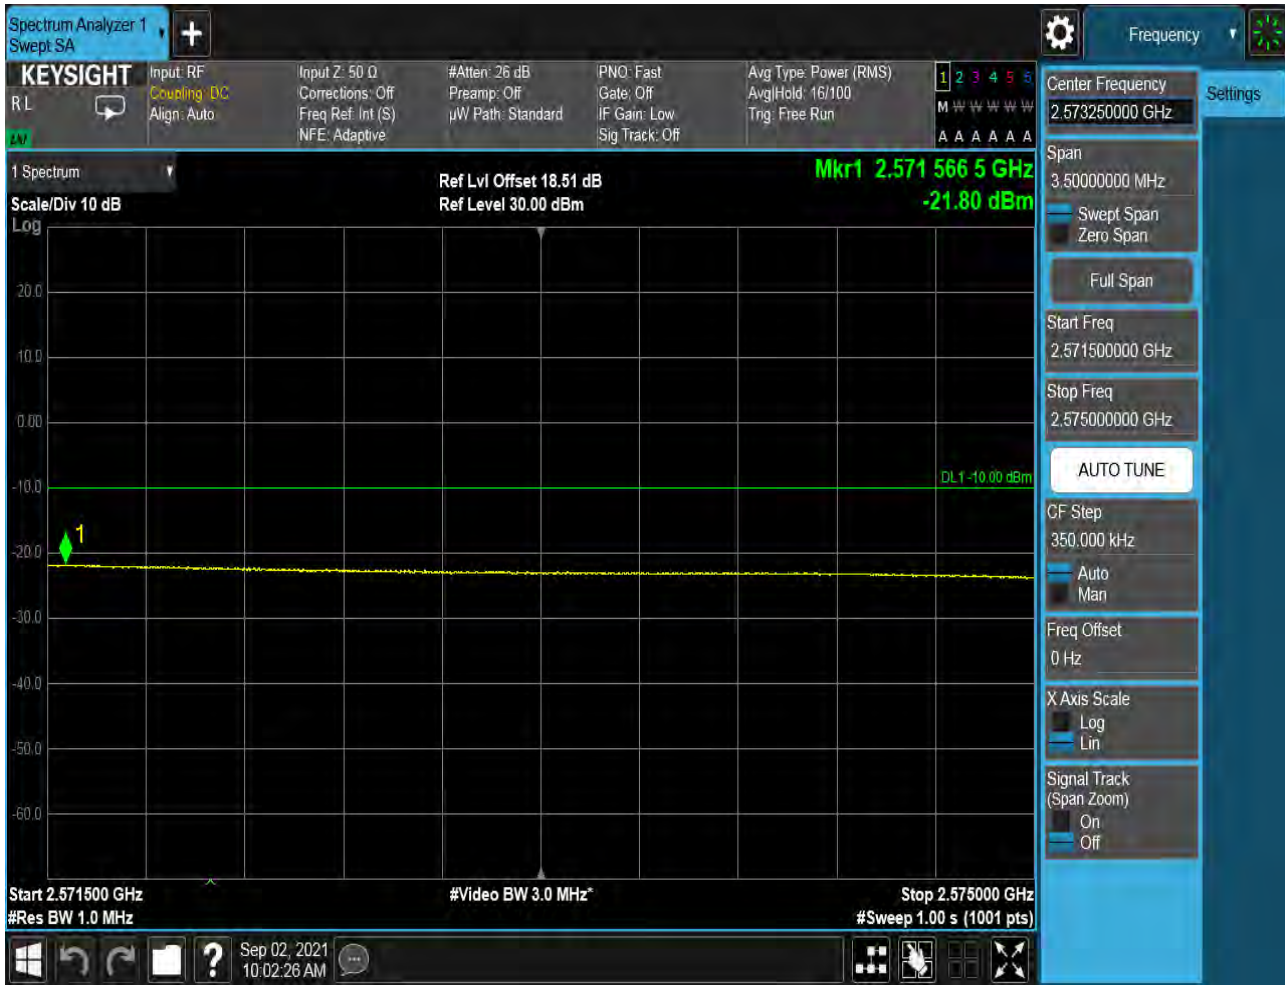 Spectrum Analyzer 1
Swept SA
Frequency
KEYSIGHT
R L
Input: RF
Coupling: DC
Align: Auto
Input Z: 50 Ω
Corrections: Off
Freq Ref: Int (S)
NFE: Adaptive
#Atten: 26 dB
Preamp: Off
µW Path: Standard
PNO: Fast
Gate: Off
IF Gain: Low
Sig Track: Off
Avg Type: Power (RMS)
Avg|Hold: 16/100
Trig: Free Run
1 2 3 4 5 6
M W W W W W
A A A A A A
1 Spectrum
Scale/Div 10 dB
Log
Ref Lvl Offset 18.51 dB
Ref Level 30.00 dBm
Mkr1 2.571 566 5 GHz
-21.80 dBm
20.0
10.0
0.00
-10.0
-20.0
-30.0
-40.0
-50.0
-60.0
DL1 -10.00 dBm
1
Start 2.571500 GHz
#Res BW 1.0 MHz
#Video BW 3.0 MHz*
Stop 2.575000 GHz
#Sweep 1.00 s (1001 pts)
Sep 02, 2021
10:02:26 AM
?
Center Frequency
2.573250000 GHz
Settings
Span
3.50000000 MHz
Swept Span
Zero Span
Full Span
Start Freq
2.571500000 GHz
Stop Freq
2.575000000 GHz
AUTO TUNE
CF Step
350.000 kHz
Auto
Man
Freq Offset
0 Hz
X Axis Scale
Log
Lin
Signal Track
(Span Zoom)
On
Off